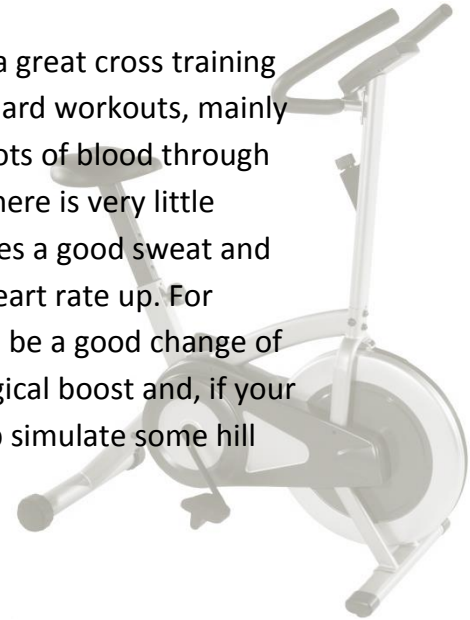 a great cross training
ard workouts, mainly
ots of blood through
here is very little
es a good sweat and
eart rate up. For
be a good change of
gical boost and, if your
o simulate some hill